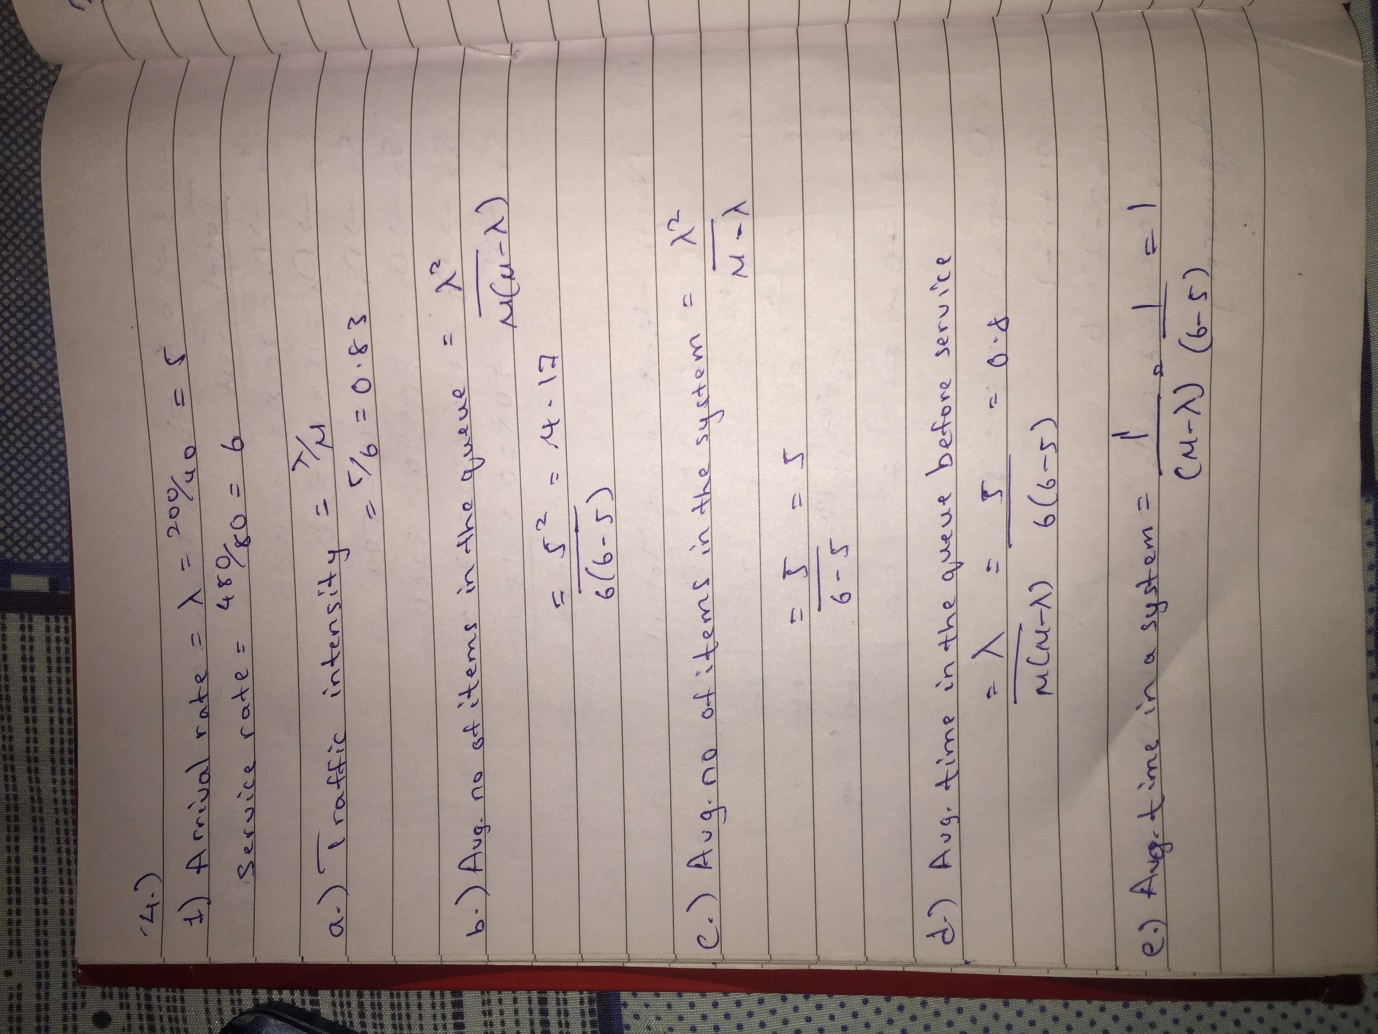 4.)
1) Arrival rate = λ = 200/40 = 5
Service rate = 480/80 = 6
a.) Traffic intensity = λ/μ
= 5/6 = 0.83
b.) Avg. no of items in the queue = λ²
μ(μ-λ)
= 5² = 4.17
6(6-5)
c.) Avg. no of items in the system = λ²
μ-λ
= 5 = 5
6-5
d.) Avg. time in the queue before service
= λ = 5 = 0.8
μ(μ-λ) 6(6-5)
e.) Avg. time in a system = 1 = 1 = 1
(μ-λ) (6-5)